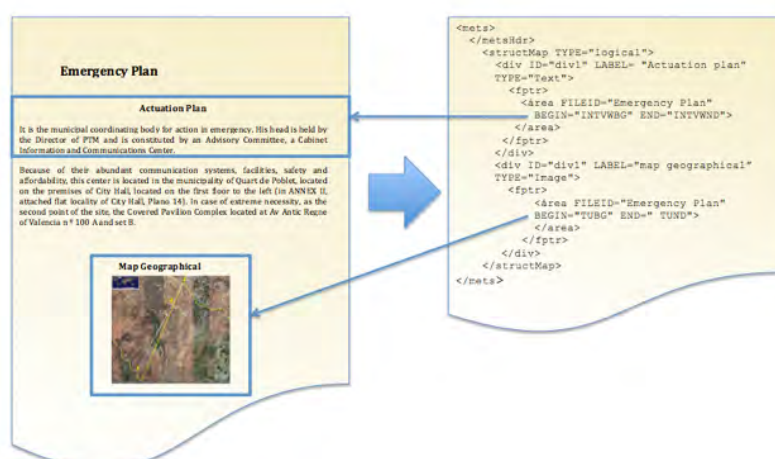 Emergency Plan
Actuation Plan
It is the municipal coordinating body for action in emergency. His head is held by
the Director of PTM and is constituted by an Advisory Committee, a Cabinet
Information and Communications Center.
Because of their abundant communication systems, facilities, safety and
affordability, this center is located in the municipality of Quart de Poblet, located
on the premises of City Hall, located on the first floor to the left (in ANNEX II,
attached flat locality of City Hall, Plano 14). In case of extreme necessity, as the
second point of the site, the Covered Pavilion Complex located at Av Antic Regne
of Valencia nº 100 A and set B.
Map Geographical
<mets>
</metsHdr>
<structMap TYPE="logical">
<div ID="div1" LABEL= "Actuation plan"
TYPE="Text">
<fptr>
<área FILEID="Emergency Plan"
BEGIN="INTVWBG" END="INTVWND">
</area>
</fptr>
</div>
<div ID="div1" LABEL="map geographical"
TYPE="Image">
<fptr>
<área FILEID="Emergency Plan"
BEGIN="TUBG" END=" TUND">
</area>
</fptr>
</div>
</structMap>
</mets>